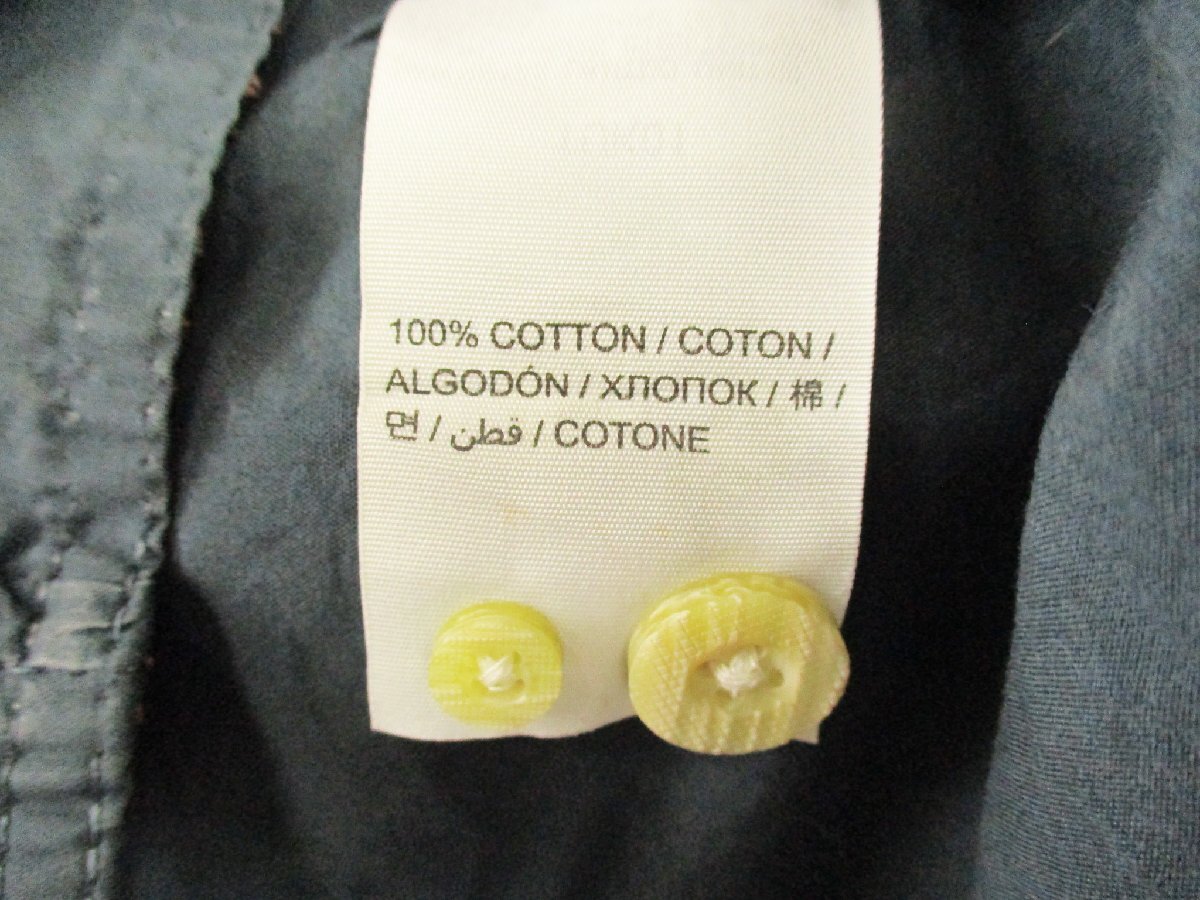 100% COTTON / COTON /
ALGODÓN / ХЛОПОК / 棉 /
면 / قطن / COTONE